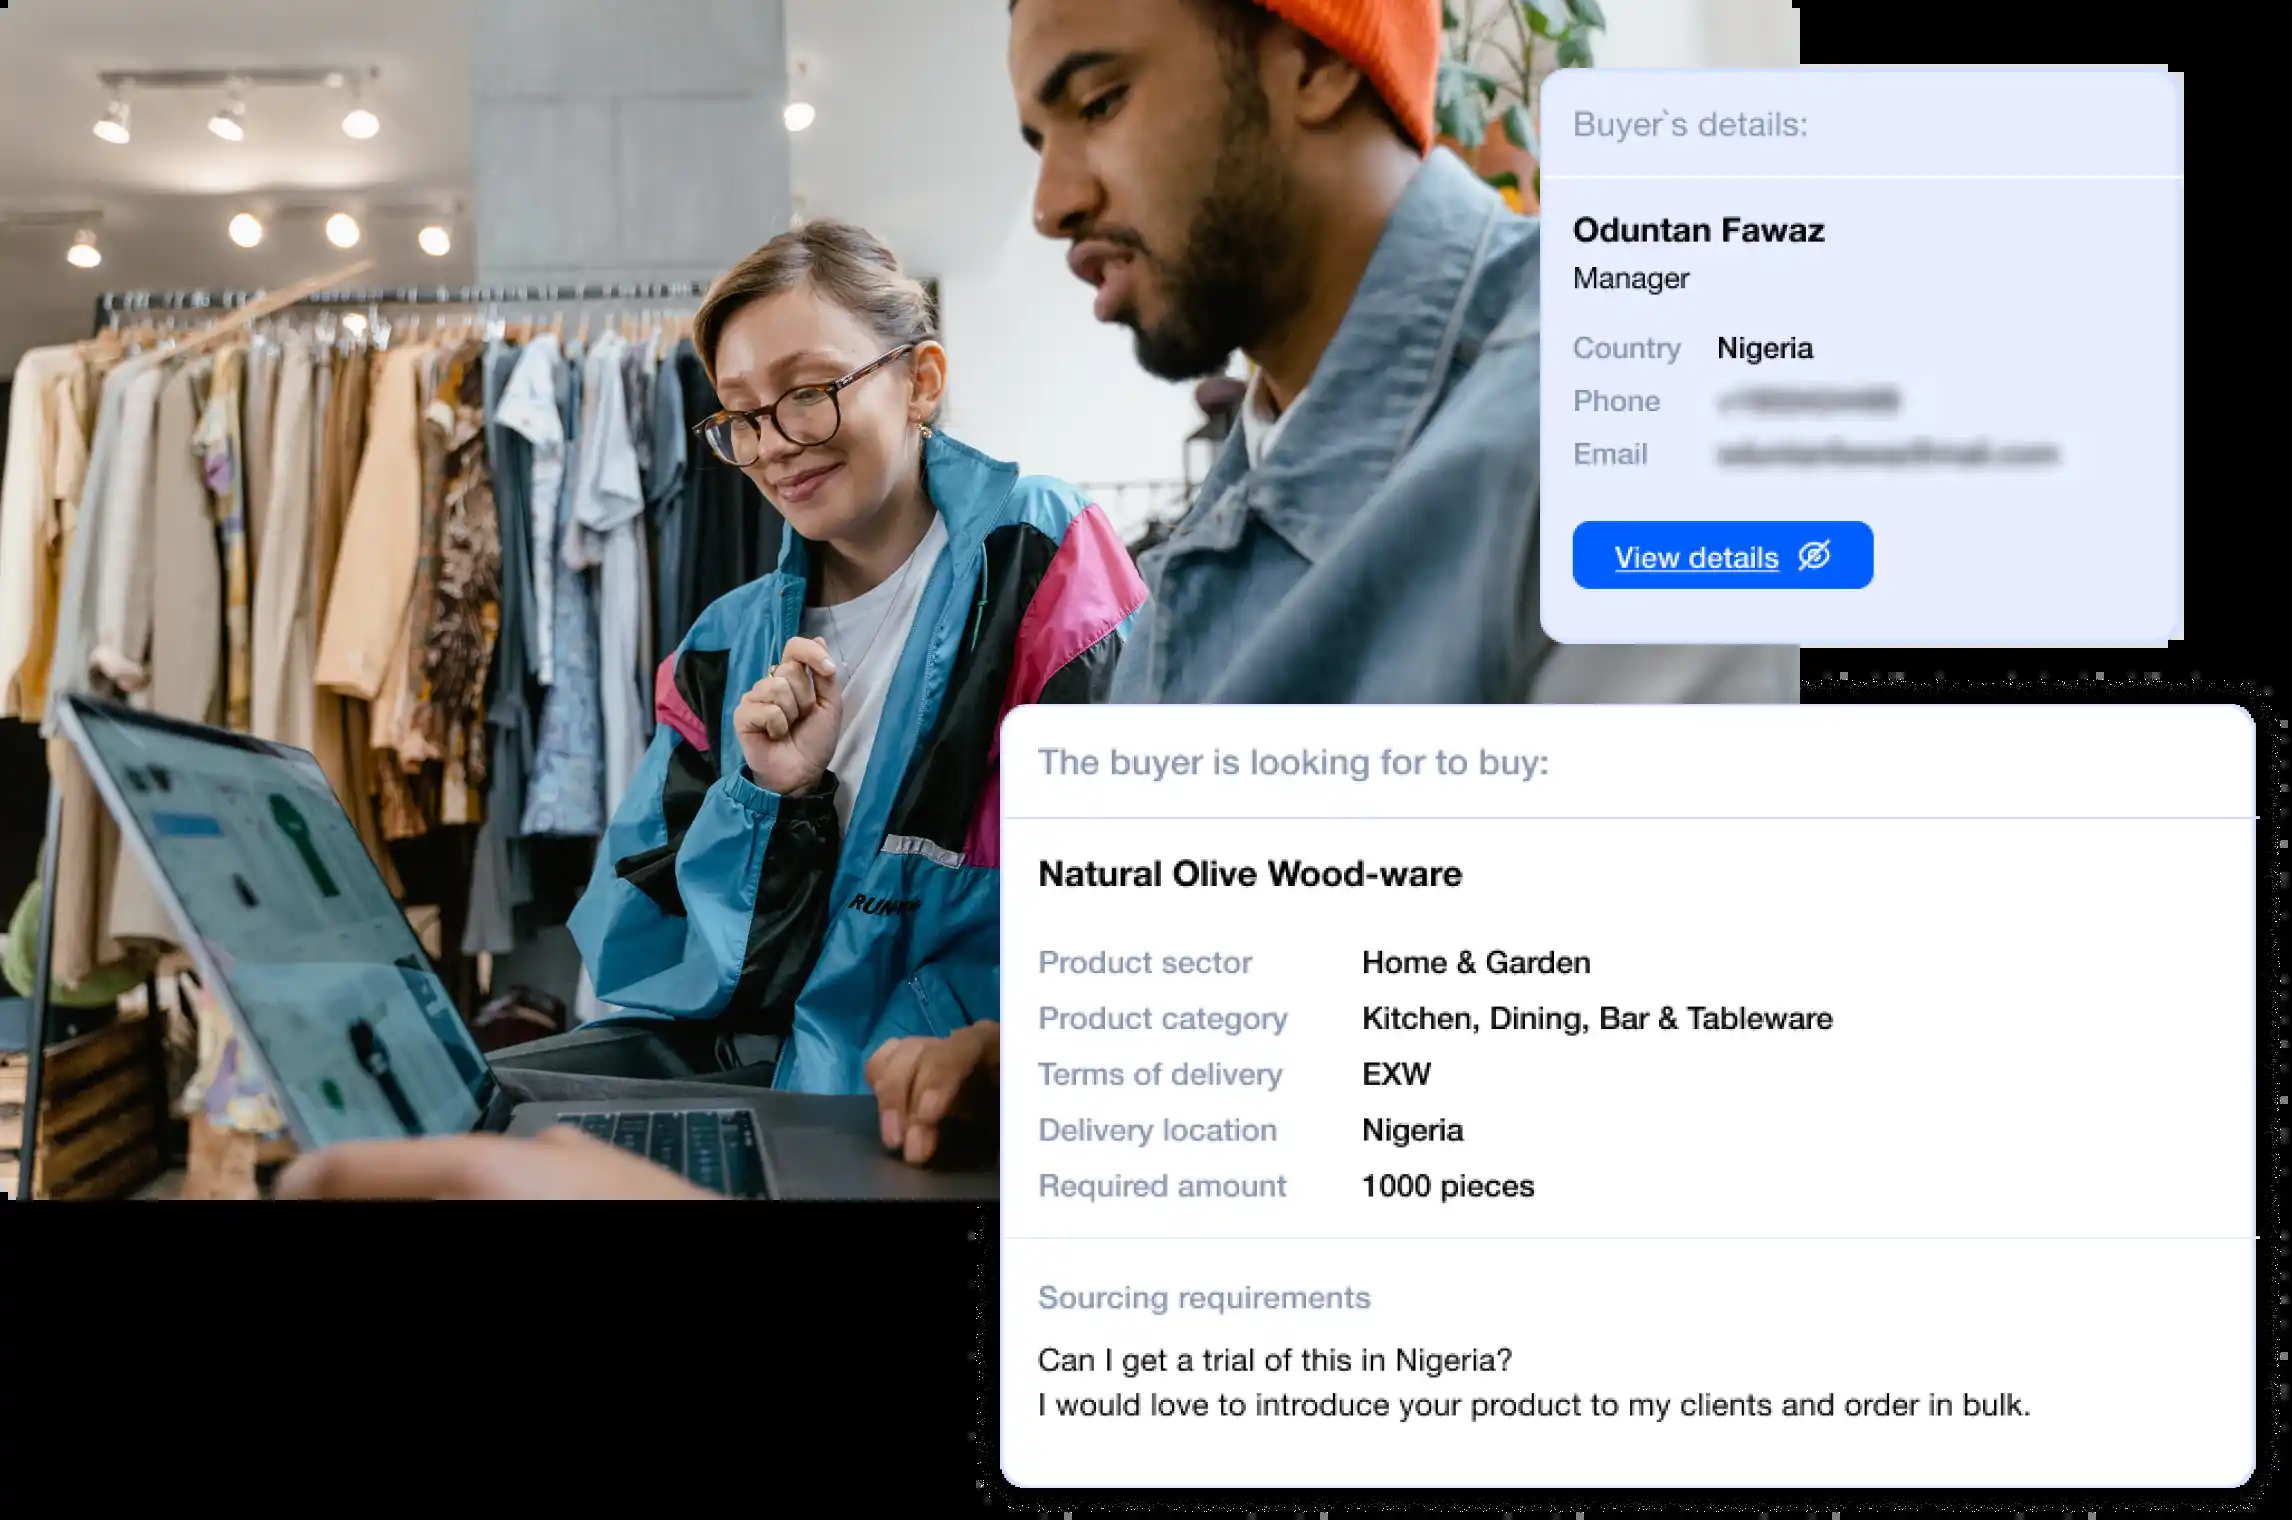 Buyer`s details:
Oduntan Fawaz
Manager
Country Nigeria
Phone
Email
View details
The buyer is looking for to buy:
Natural Olive Wood-ware
Product sector Home & Garden
Product category Kitchen, Dining, Bar & Tableware
Terms of delivery EXW
Delivery location Nigeria
Required amount 1000 pieces
Sourcing requirements
Can I get a trial of this in Nigeria?
I would love to introduce your product to my clients and order in bulk.